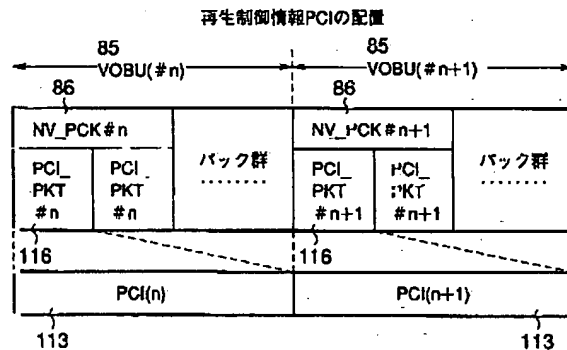 再生制御情報PCIの配置
85 85
VOBU(#n) VOBU(#n+1)
86 86
NV_PCK#n パック群 NV_PCK#n+1 パック群
........ ........
PCI_ PCI_ PCI_ PCI_
PKT PKT PKT PKT
#n #n #n+1 #n+1
116 116
PCI(n) PCI(n+1)
113 113